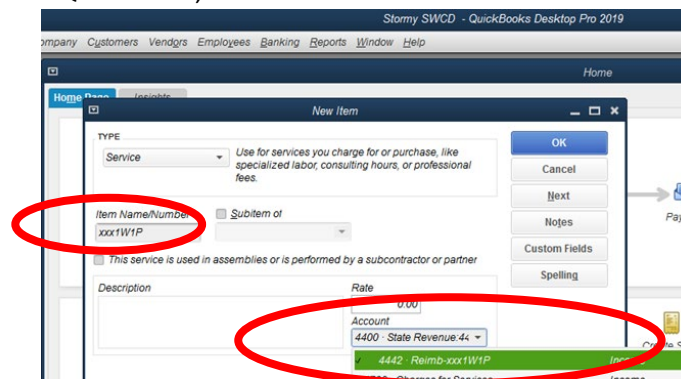 Stormy SWCD - QuickBooks Desktop Pro 2019
ompany Customers Vendors Employees Banking Reports Window Help
Home
Home Page Insights
New Item
TYPE
Service
Use for services you charge for or purchase, like
specialized labor, consulting hours, or professional
fees.
OK
Cancel
Next
Notes
Custom Fields
Spelling
Item Name/Number
Subitem of
xxx1W1P
This service is used in assemblies or is performed by a subcontractor or partner
Description
Rate
0.00
Account
4400 · State Revenue:44
4442 · Reimb-xxx1W1P
Charges for Services
Income
Pay